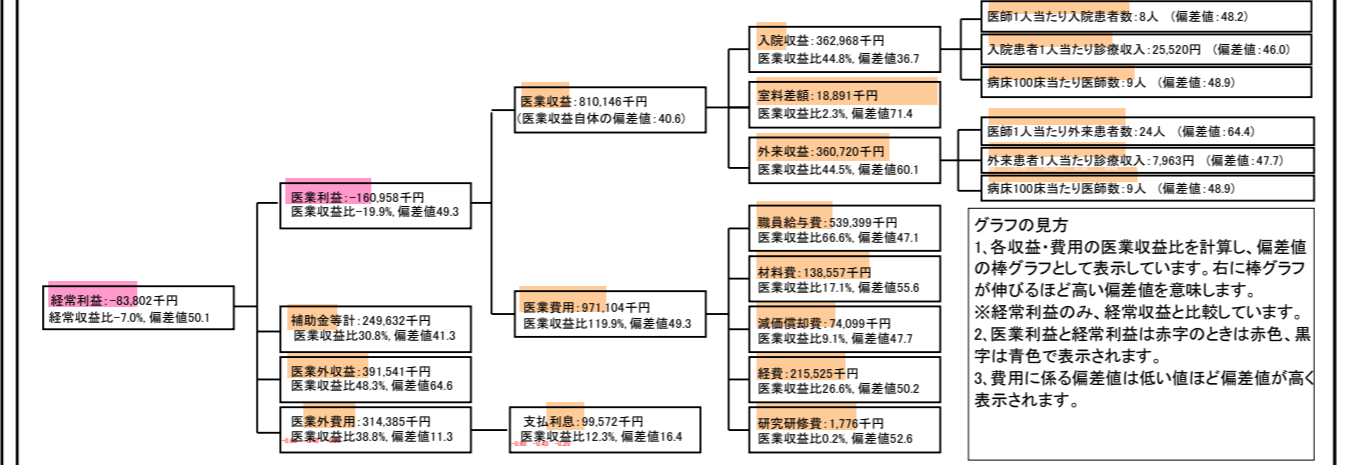 経常利益:-83,802千円
経常収支比-7.0%, 偏差値50.1
医業利益:-160,958千円
医業収益比-19.9%, 偏差値49.3
補助金等計:249,632千円
医業収益比30.8%, 偏差値41.3
医業外収益:391,541千円
医業収益比48.3%, 偏差値64.6
医業外費用:314,385千円
医業収益比38.8%, 偏差値11.3
医業収益:810,146千円
(医業収益自体の偏差値:40.6)
医業費用:971,104千円
医業収益比119.9%, 偏差値49.3
支払利息:99,572千円
医業収益比12.3%, 偏差値16.4
-0.60 -0.40 -0.20
入院収益:362,968千円
医業収益比44.8%, 偏差値36.7
室料差額:18,891千円
医業収益比2.3%, 偏差値71.4
外来収益:360,720千円
医業収益比44.5%, 偏差値60.1
職員給与費:539,399千円
医業収益比66.6%, 偏差値47.1
材料費:138,557千円
医業収益比17.1%, 偏差値55.6
減価償却費:74,099千円
医業収益比9.1%, 偏差値47.7
経費:215,525千円
医業収益比26.6%, 偏差値50.2
研究研修費:1,776千円
医業収益比0.2%, 偏差値52.6
医師1人当たり入院患者数:8人 (偏差値:48.2)
入院患者1人当たり診療収入:25,520円 (偏差値:46.0)
病床100床当たり医師数:9人 (偏差値:48.9)
医師1人当たり外来患者数:24人 (偏差値:64.4)
外来患者1人当たり診療収入:7,963円 (偏差値:47.7)
病床100床当たり医師数:9人 (偏差値:48.9)
グラフの見方
1、各収益・費用の医業収益比を計算し、偏差値
の棒グラフとして表示しています。右に棒グラフ
が伸びるほど高い偏差値を意味します。
※経常利益のみ、経常収益と比較しています。
2、医業利益と経常利益は赤字のときは赤色、黒
字は青色で表示されます。
3、費用に係る偏差値は低い値ほど偏差値が高く
表示されます。